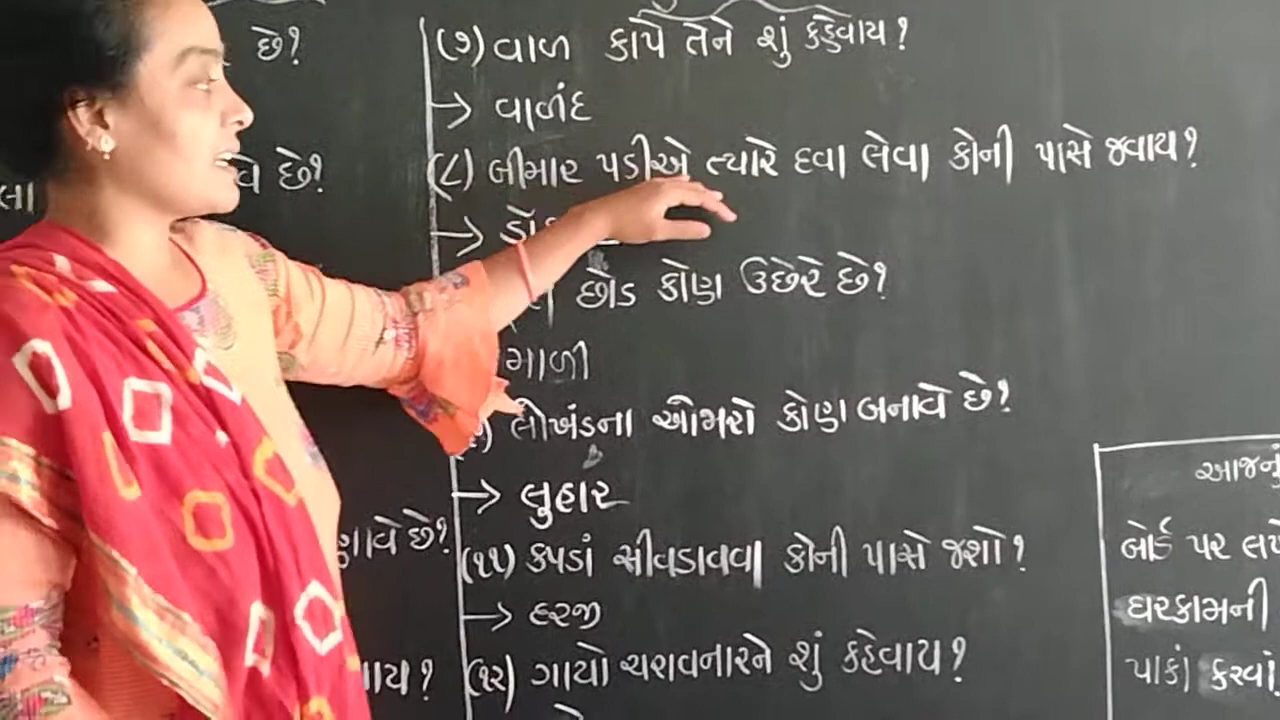 છે?
(૭) વાળ કાપે તેને શું કહેવાય?
→ વાળંદ
છે?
(૮) બીમાર પડીએ ત્યારે દવા લેવા કોની પાસે જવાય?
→
છોડ કોણ ઉછેરે છે?
માળી
લોખંડના ઓજારો કોણ બનાવે છે?
→ લુહાર
(૧૧) કપડાં સીવડાવવા કોની પાસે જશો?
→ દરજી
(૧૨) ગાયો ચરાવનારને શું કહેવાય?
આજનું
બોર્ડ પર
ઘરકામની
પાકાં કરવાં